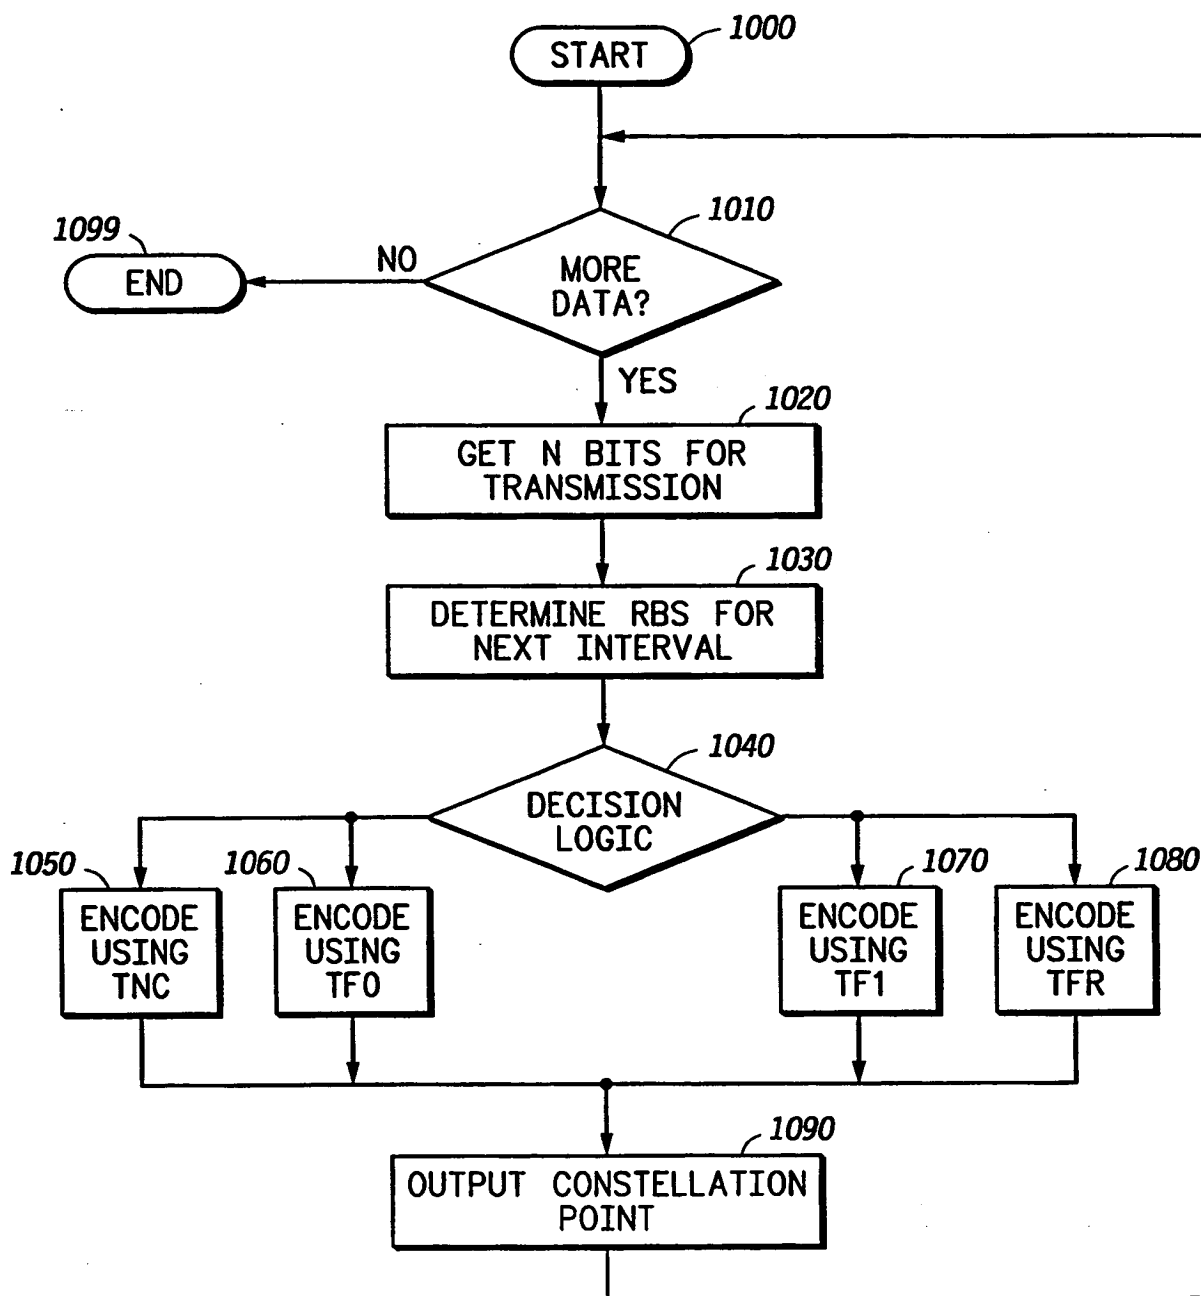 1000
START
1010
1099
NO
END
MORE
DATA?
YES
1020
GET N BITS FOR
TRANSMISSION
1030
DETERMINE RBS FOR
NEXT INTERVAL
1040
DECISION
LOGIC
1050
ENCODE
USING
TNC
1060
ENCODE
USING
TF0
1070
ENCODE
USING
TF1
1080
ENCODE
USING
TFR
1090
OUTPUT CONSTELLATION
POINT